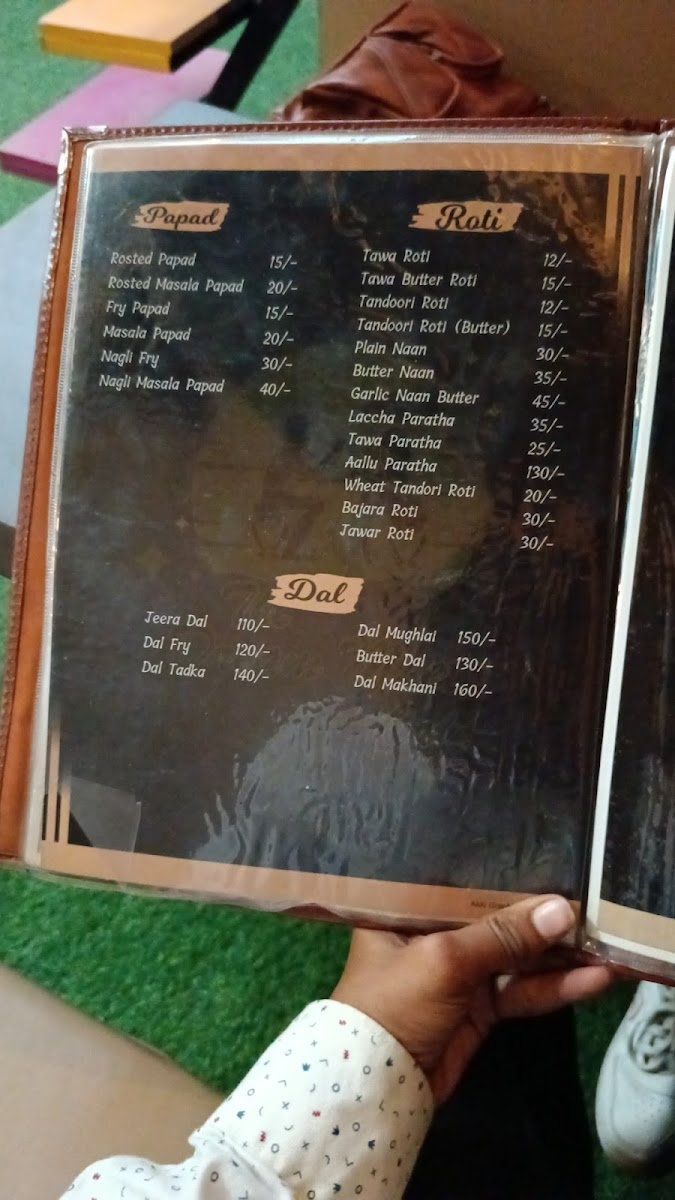 Papad
Rosted Papad 15/-
Rosted Masala Papad 20/-
Fry Papad 15/-
Masala Papad 20/-
Nagli Fry 30/-
Nagli Masala Papad 40/-
Roti
Tawa Roti 12/-
Tawa Butter Roti 15/-
Tandoori Roti 12/-
Tandoori Roti (Butter) 15/-
Plain Naan 30/-
Butter Naan 35/-
Garlic Naan Butter 45/-
Laccha Paratha 35/-
Tawa Paratha 25/-
Aallu Paratha 130/-
Wheat Tandori Roti 20/-
Bajara Roti 30/-
Jawar Roti 30/-
Dal
Jeera Dal 110/-
Dal Fry 120/-
Dal Tadka 140/-
Dal Mughlai 150/-
Butter Dal 130/-
Dal Makhani 160/-